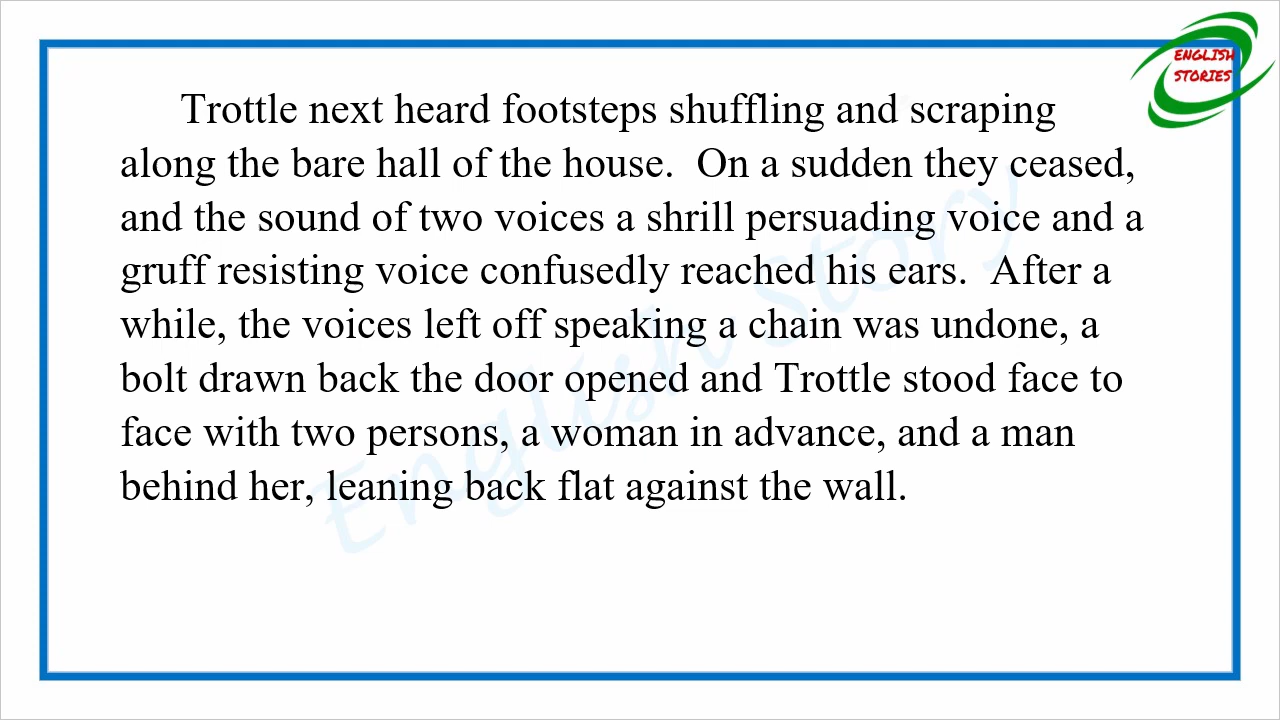 ENGLISH
STORIES
Trottle next heard footsteps shuffling and scraping
along the bare hall of the house.  On a sudden they ceased,
and the sound of two voices a shrill persuading voice and a
gruff resisting voice confusedly reached his ears.  After a
while, the voices left off speaking a chain was undone, a
bolt drawn back the door opened and Trottle stood face to
face with two persons, a woman in advance, and a man
behind her, leaning back flat against the wall.
English Story